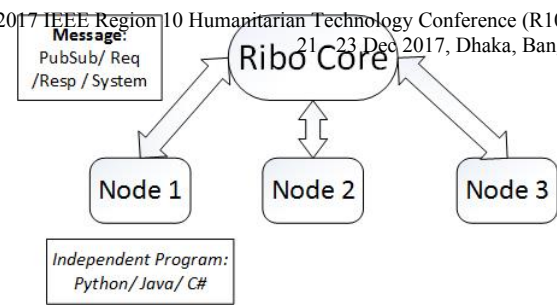 2017 IEEE Region 10 Humanitarian Technology Conference (R10
21 - 23 Dec 2017, Dhaka, Ban
Message:
PubSub/ Req
/Resp / System
Ribo Core
Node 1
Node 2
Node 3
Independent Program:
Python/ Java/ C#